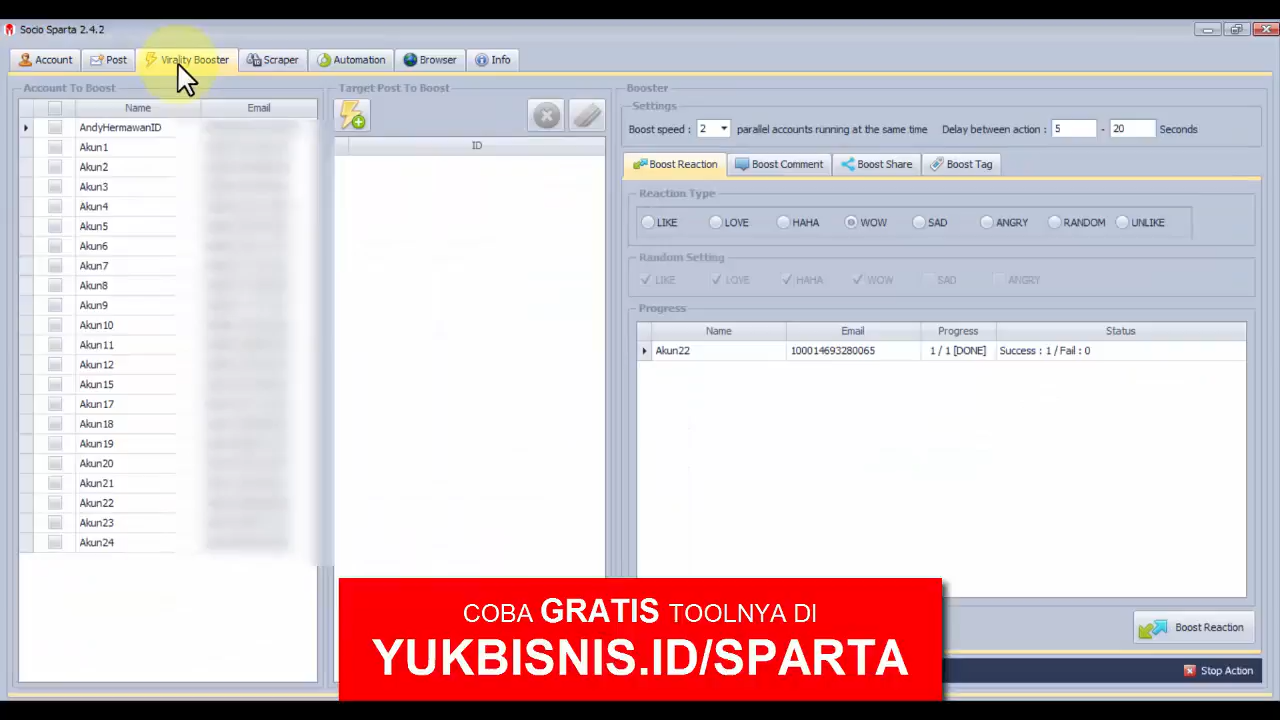 Socio Sparta 2.4.2
Account
Post
Virality Booster
Scraper
Automation
Browser
Info
Account To Boost
Name Email
AndyHermawanID
Akun1
Akun2
Akun3
Akun4
Akun5
Akun6
Akun7
Akun8
Akun9
Akun10
Akun11
Akun12
Akun15
Akun17
Akun18
Akun19
Akun20
Akun21
Akun22
Akun23
Akun24
Target Post To Boost
ID
Booster
Settings
Boost speed : 2 parallel accounts running at the same time Delay between action : 5 - 20 Seconds
Boost Reaction Boost Comment Boost Share Boost Tag
Reaction Type
LIKE LOVE HAHA WOW SAD ANGRY RANDOM UNLIKE
Random Setting
LIKE LOVE HAHA WOW SAD ANGRY
Progress
Name Email Progress Status
Akun22 100014693280065 1 / 1 [DONE] Success : 1 / Fail : 0
Boost Reaction
Stop Action
COBA GRATIS TOOLNYA DI
YUKBISNIS.ID/SPARTA